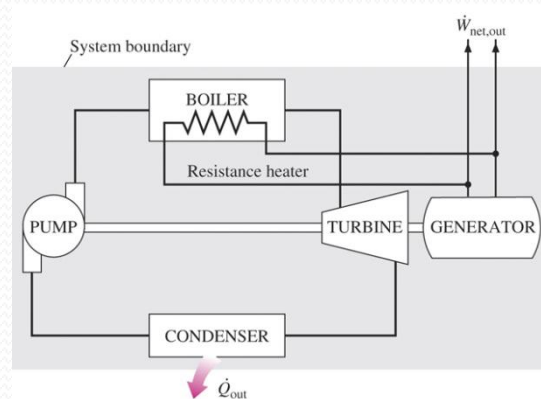 Ẇnet,out
System boundary
BOILER
Resistance heater
PUMP
TURBINE
GENERATOR
CONDENSER
Q̇out